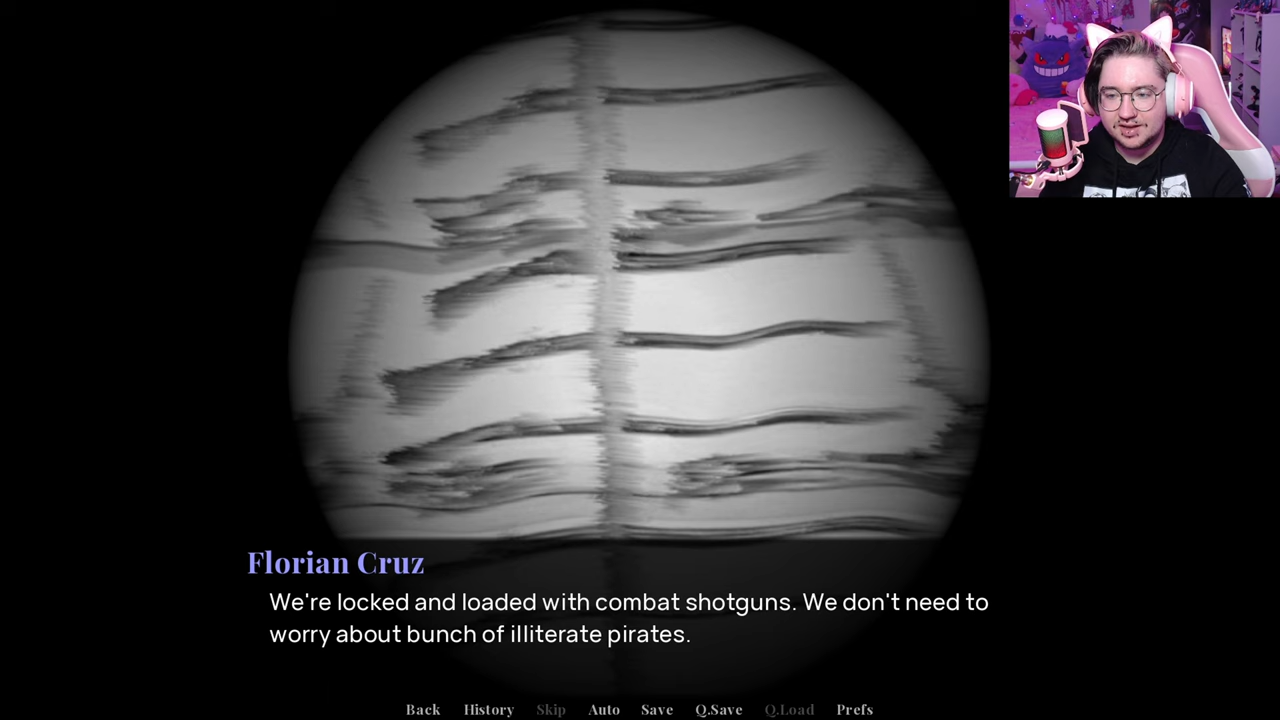 Florian Cruz
We're locked and loaded with combat shotguns. We don't need to
worry about bunch of illiterate pirates.
Back History Skip Auto Save Q.Save Q.Load Prefs